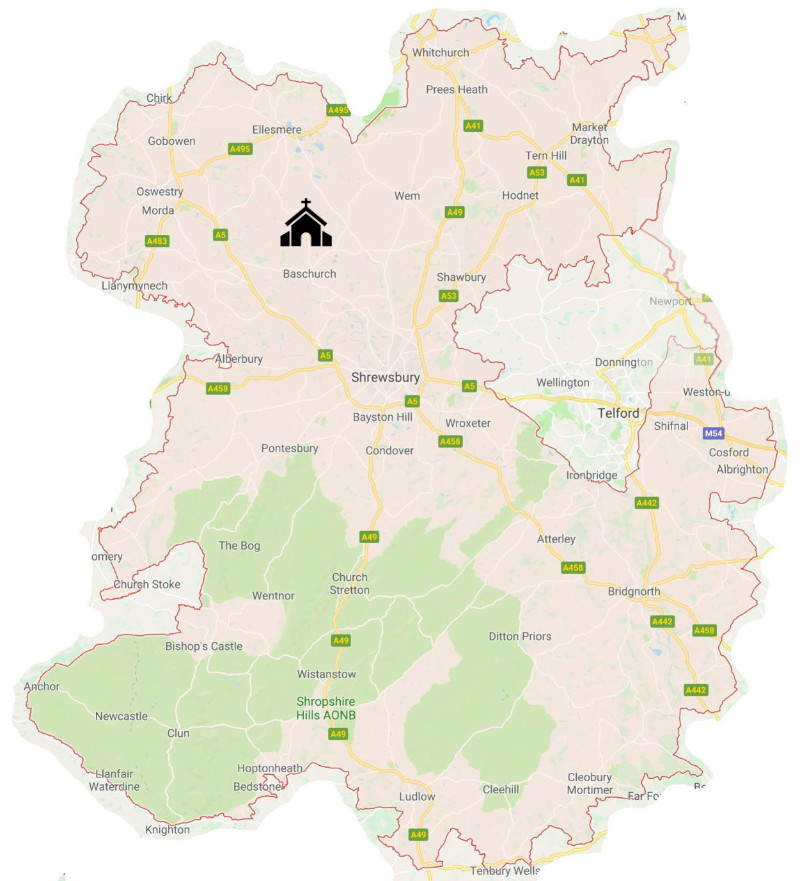 M
Whitchurch
Prees Heath
Chirk
A495
Ellesmere
A41
Market
Drayton
Gobowen
A495
Tern Hill
A53
A41
Oswestry
Wem
Hodnet
Morda
A49
A483
A5
Baschurch
Shawbury
Llanymynech
A53
Newport
Alberbury
A5
Donnington
A41
Shrewsbury
Wellington
A458
A5
Weston-u
A5
Bayston Hill
Wroxeter
Telford
Shifnal
M54
A458
Pontesbury
Condover
Cosford
Albrighton
Ironbridge
A442
A49
The Bog
Atterley
omery
A458
Church Stoke
Church
Stretton
Wentnor
Bridgnorth
A442
A458
A49
Ditton Priors
Bishop's Castle
Wistanstow
Anchor
A442
Shropshire
Hills AONB
Newcastle
Clun
A49
Hoptonheath
Llanfair
Waterdine
Bedstone
Cleobury
Mortimer
Cleehill
Ludlow
Far Fo
Knighton
A49
Tenbury Wells